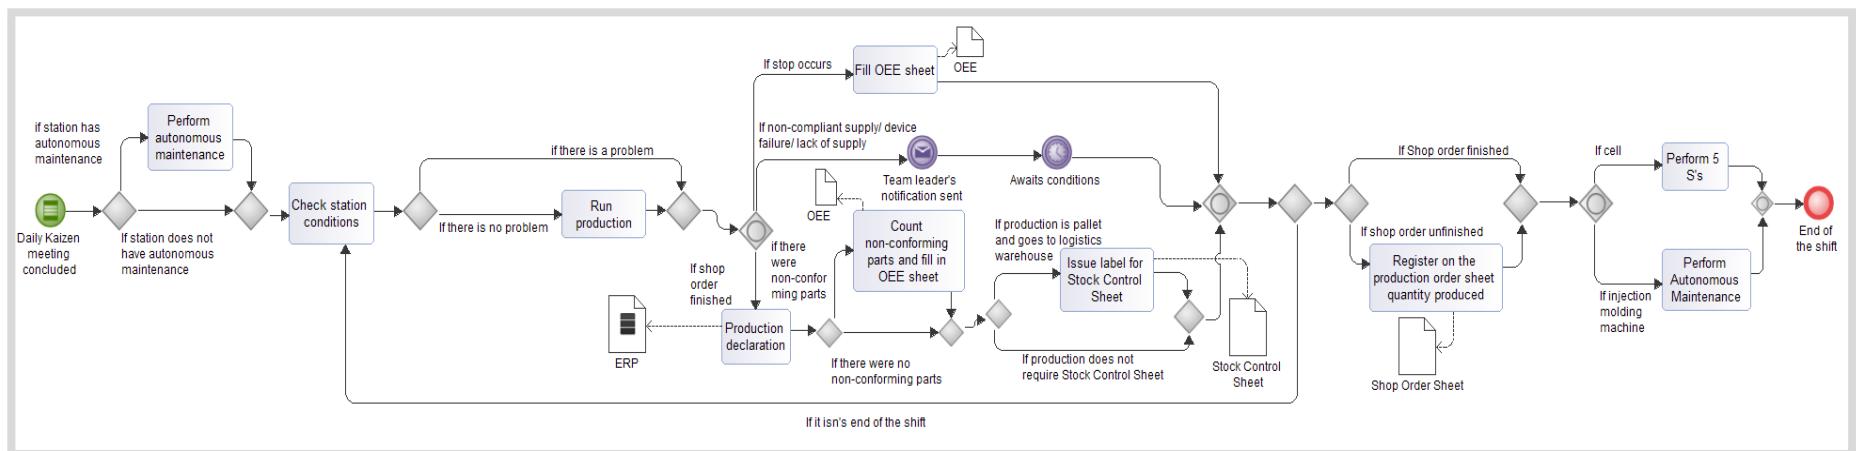 if station has
autonomous
maintenance
Perform
autonomous
maintenance
Daily Kaizen
meeting
concluded
If station does not
have autonomous
maintenance
Check station
conditions
if there is a problem
If there is no problem
Run
production
If stop occurs
Fill OEE sheet
OEE
If non-compliant supply/ device
failure/ lack of supply
Team leader's
notification sent
Awaits conditions
OEE
Count
non-conforming
parts and fill in
OEE sheet
if there
were
non-confor
ming parts
If shop
order
finished
ERP
Production
declaration
If there were no
non-conforming parts
If production is pallet
and goes to logistics
warehouse
Issue label for
Stock Control
Sheet
If production does not
require Stock Control Sheet
Stock Control
Sheet
If it isn's end of the shift
If Shop order finished
If shop order unfinished
Register on the
production order sheet
quantity produced
Shop Order Sheet
If cell
Perform 5
S's
If injection
molding
machine
Perform
Autonomous
Maintenance
End of
the shift